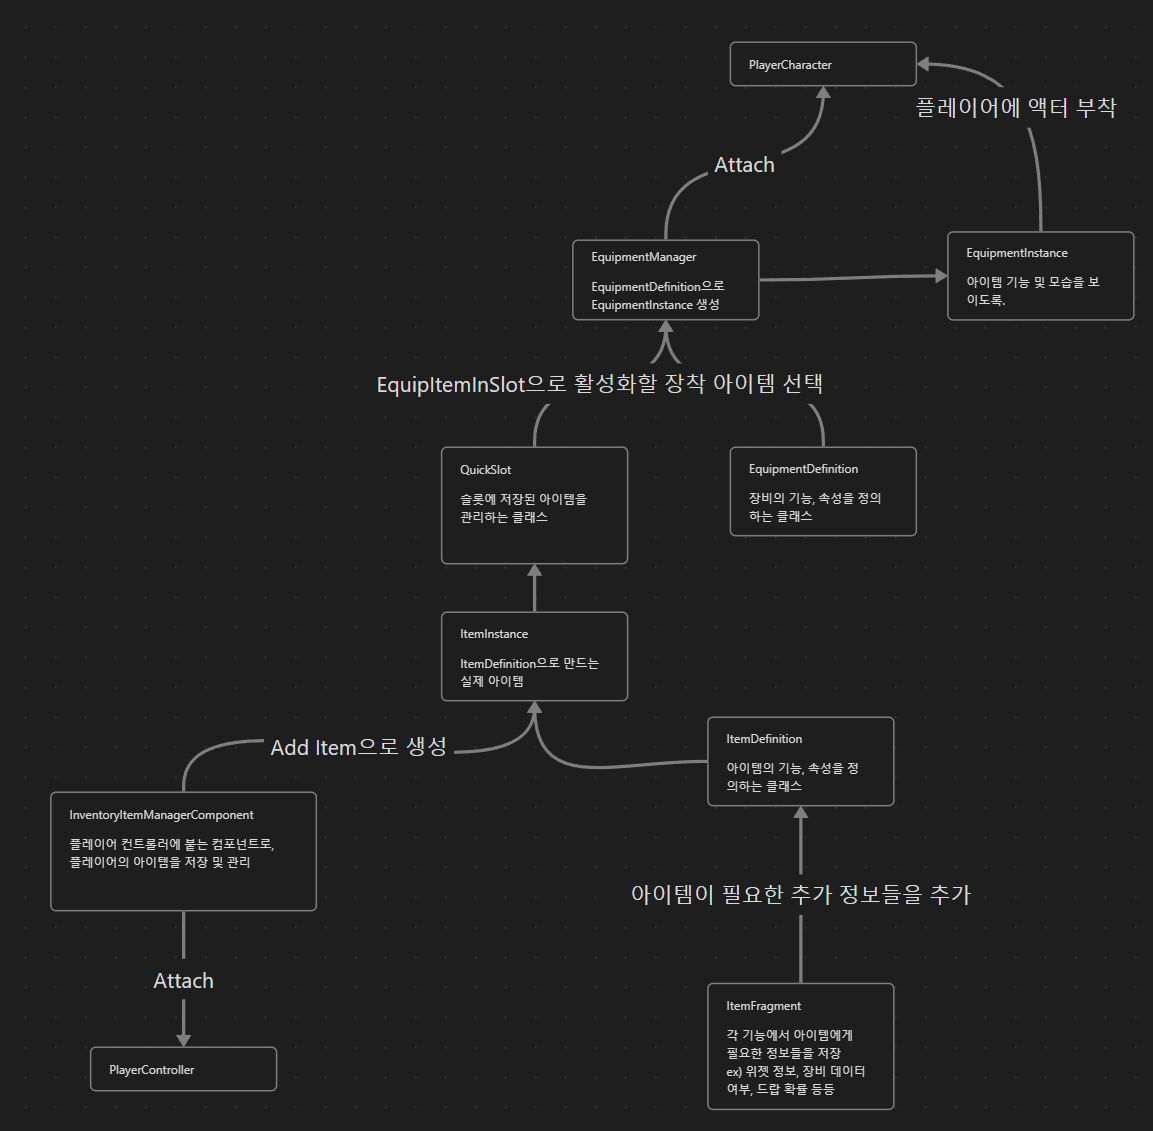 PlayerCharacter
플레이어에 액터 부착
Attach
EquipmentManager
EquipmentDefinition으로
EquipmentInstance 생성
EquipmentInstance
아이템 기능 및 모습을 보
이도록.
EquipItemInSlot으로 활성화할 장착 아이템 선택
QuickSlot
슬롯에 저장된 아이템을
관리하는 클래스
EquipmentDefinition
장비의 기능, 속성을 정의
하는 클래스
ItemInstance
ItemDefinition으로 만드는
실제 아이템
Add Item으로 생성
ItemDefinition
아이템의 기능, 속성을 정
의하는 클래스
InventoryItemManagerComponent
플레이어 컨트롤러에 붙는 컴포넌트로,
플레이어의 아이템을 저장 및 관리
아이템이 필요한 추가 정보들을 추가
Attach
PlayerController
ItemFragment
각 기능에서 아이템에게
필요한 정보들을 저장
ex) 위젯 정보, 장비 데이터
여부, 드랍 확률 등등